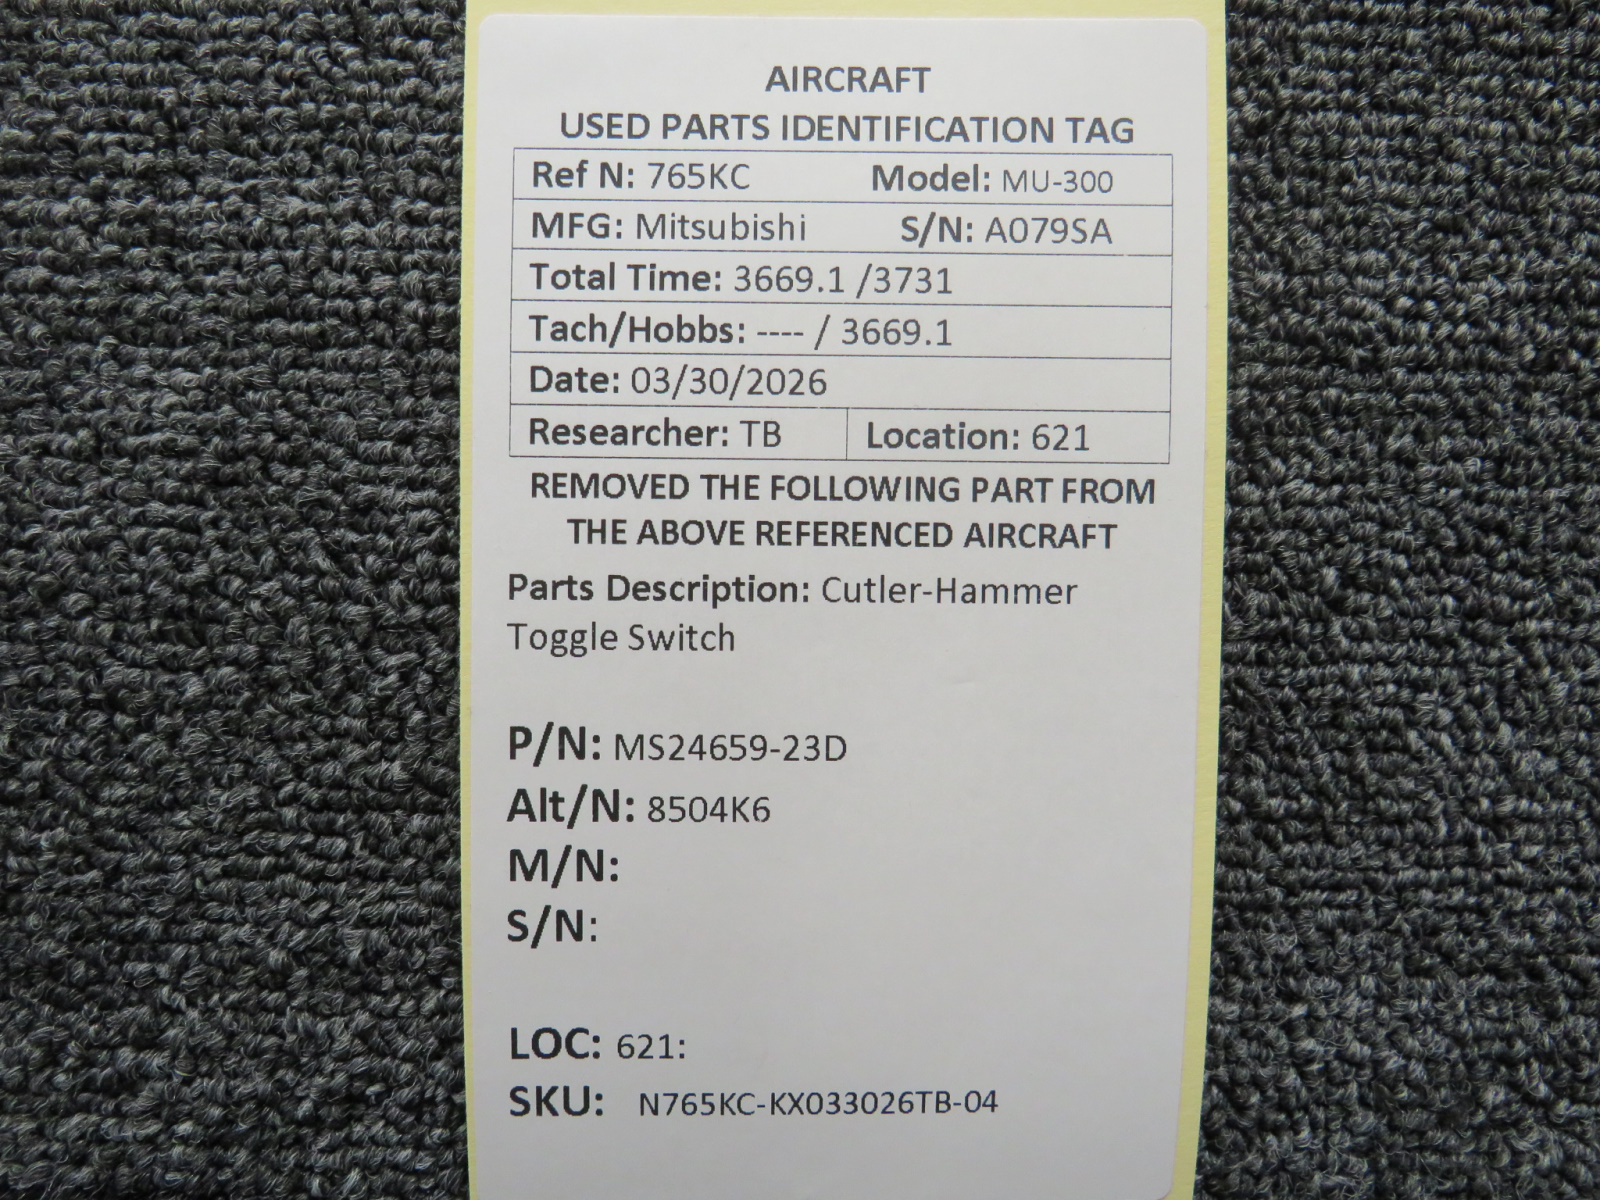 AIRCRAFT
USED PARTS IDENTIFICATION TAG
Ref N: 765KC Model: MU-300
MFG: Mitsubishi S/N: A079SA
Total Time: 3669.1 /3731
Tach/Hobbs: ---- / 3669.1
Date: 03/30/2026
Researcher: TB Location: 621
REMOVED THE FOLLOWING PART FROM
THE ABOVE REFERENCED AIRCRAFT
Parts Description: Cutler-Hammer
Toggle Switch
P/N: MS24659-23D
Alt/N: 8504K6
M/N:
S/N:
LOC: 621:
SKU: N765KC-KX033026TB-04